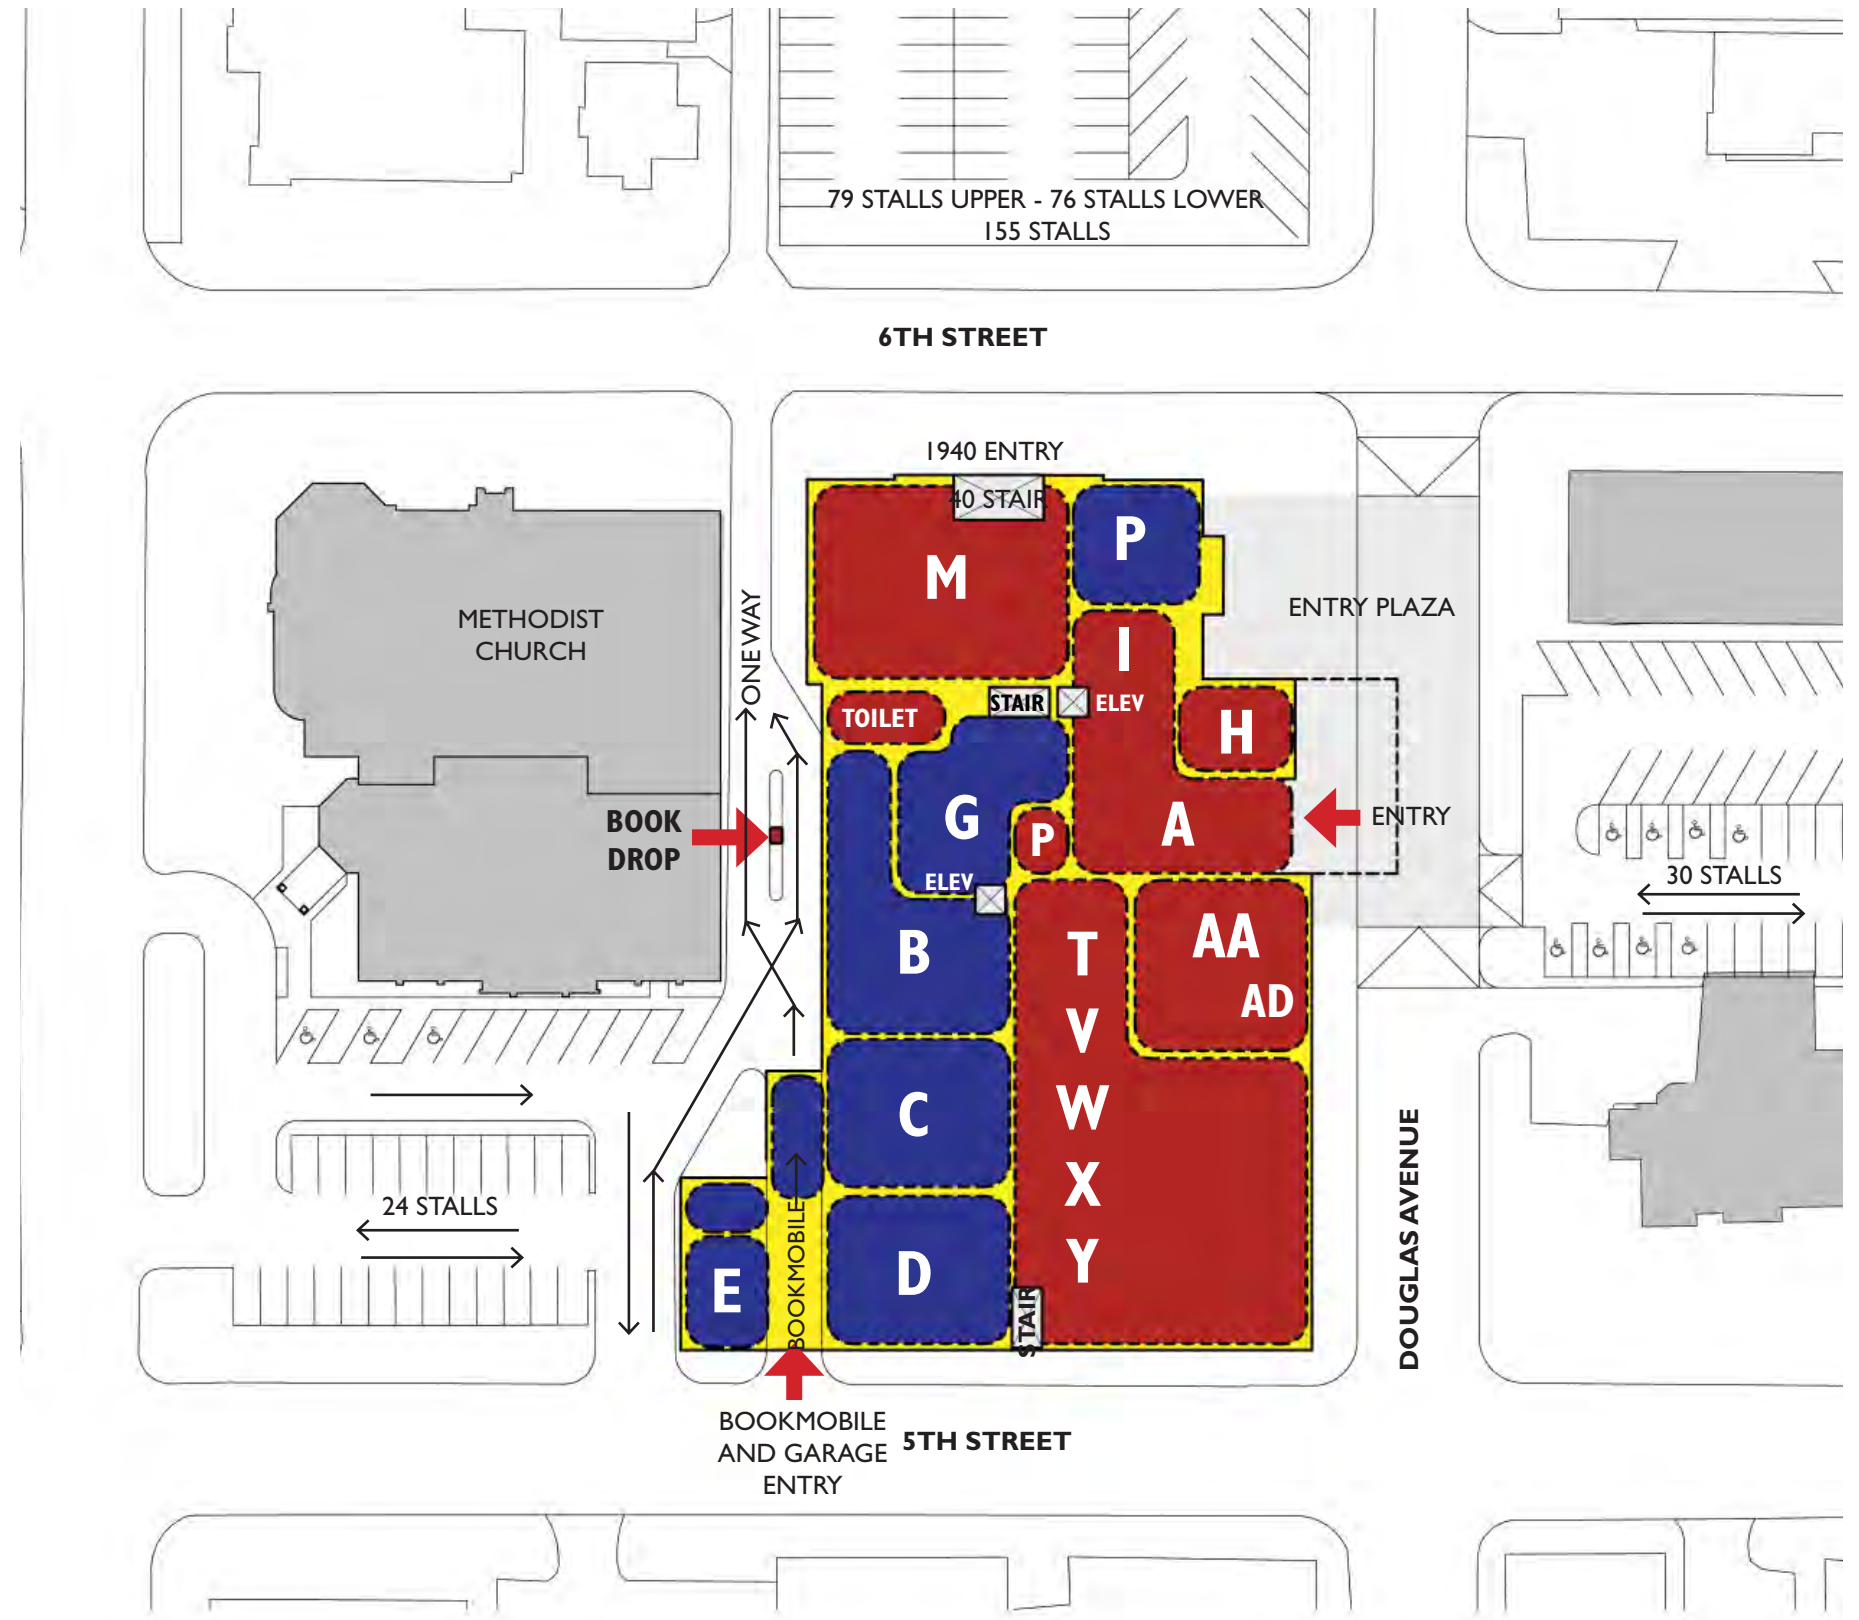 79 STALLS UPPER - 76 STALLS LOWER
155 STALLS
6TH STREET
1940 ENTRY
40 STAIR
M
P
I
METHODIST
CHURCH
ONE WAY
ENTRY PLAZA
TOILET
STAIR
ELEV
H
BOOK
DROP
G
P
A
ENTRY
ELEV
30 STALLS
B
T
V
W
X
Y
AA
AD
C
24 STALLS
E
BOOKMOBILE
D
STAIR
DOUGLAS AVENUE
BOOKMOBILE
AND GARAGE
ENTRY
5TH STREET